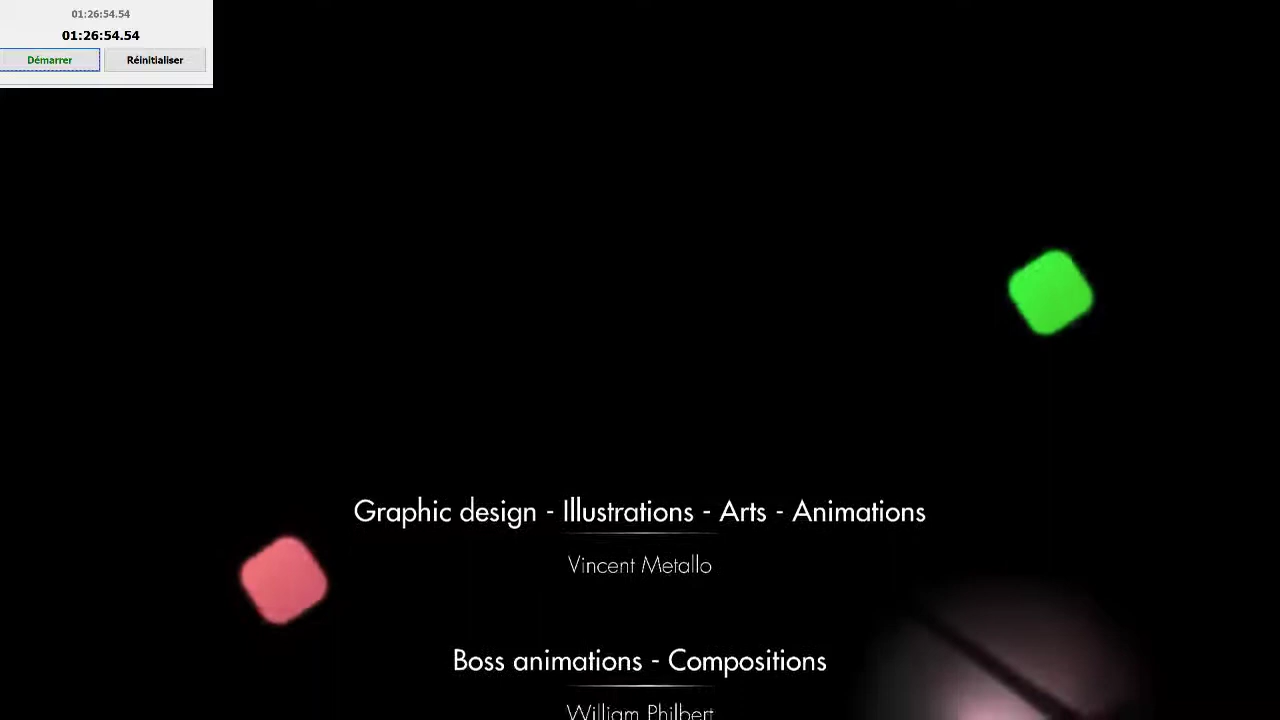 01:26:54.54
01:26:54.54
Démarrer
Réinitialiser
Graphic design - Illustrations - Arts - Animations
Vincent Metallo
Boss animations - Compositions
William Philbert